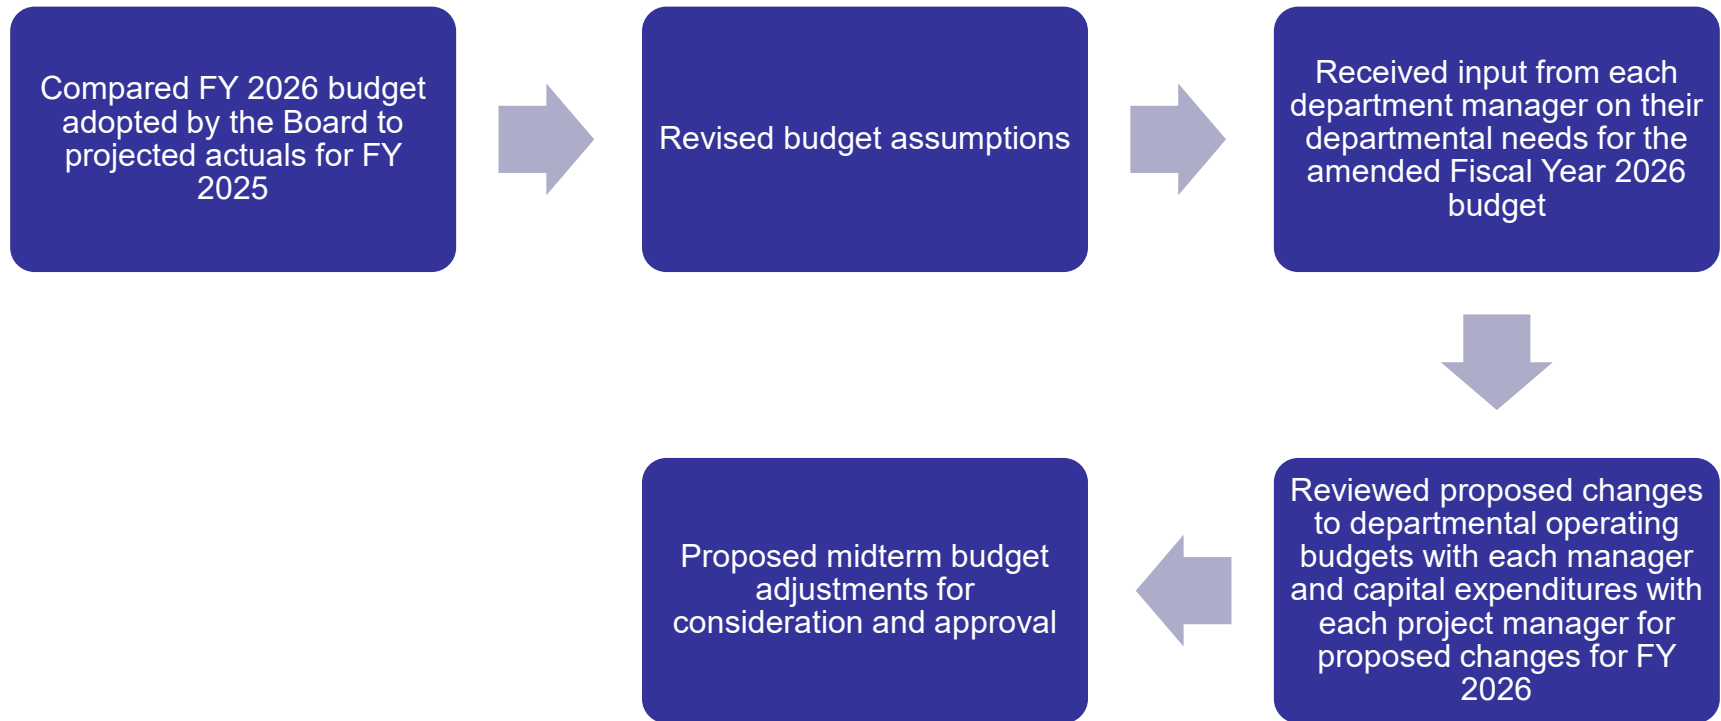 Compared FY 2026 budget
adopted by the Board to
projected actuals for FY
2025
Revised budget assumptions
Received input from each
department manager on their
departmental needs for the
amended Fiscal Year 2026
budget
Reviewed proposed changes
to departmental operating
budgets with each manager
and capital expenditures with
each project manager for
proposed changes for FY
2026
Proposed midterm budget
adjustments for
consideration and approval